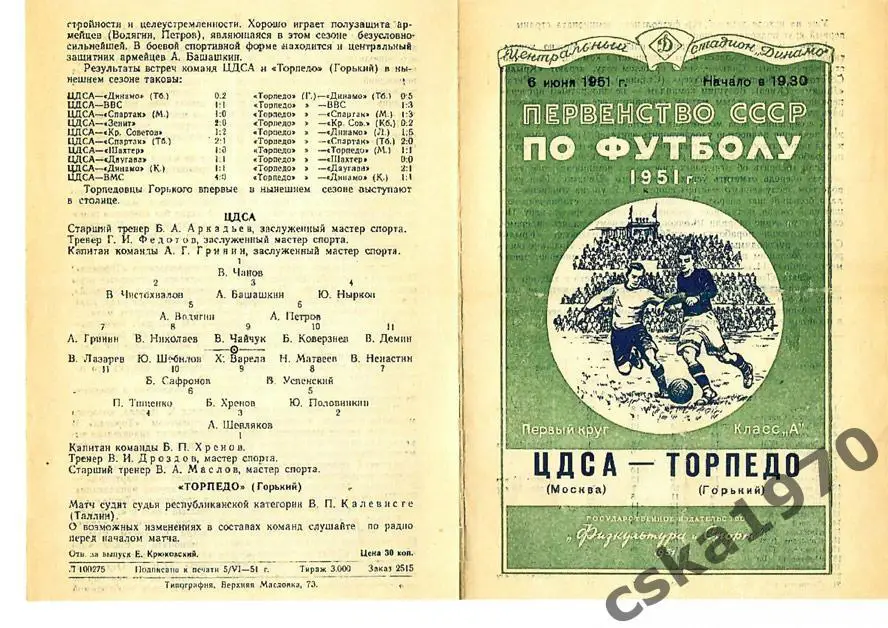 стройности и целеустремленности. Хорошо играет полузащита ар-
мейцев (Водягин, Петров), являющаяся в этом сезоне безусловно-
сильнейшей. В боевой спортивной форме находится и центральный
защитник армейцев А. Башашкин.
Результаты встреч команд ЦДСА и «Торпедо» (Горький) в ны-
нешнем сезоне таковы:
ЦДСА—«Динамо» (Тб.) 0:2 «Торпедо» (Г.)—«Динамо» (Тб.) 0:5
ЦДСА—ВВС 1:1 «Торпедо» » —ВВС 1:3
ЦДСА—«Спартак» (М.) 1:0 «Торпедо» » —«Спартак» (М.) 1:3
ЦДСА—«Зенит» 2:0 «Торпедо» » —«Кр. Сов.» (Кб.) 0:2
ЦДСА—«Кр. Советов» 1:2 «Торпедо» » —«Динамо» (Л.) 1:5
ЦДСА—«Спартак» (Тб.) 2:1 «Торпедо» » —«Спартак» (Тб.) 2:0
ЦДСА—«Шахтер» 1:0 «Торпедо» » —«Торпедо» (М.) 1:1
ЦДСА—«Даугава» 1:1 «Торпедо» » —«Шахтер» 0:0
ЦДСА—«Динамо» (К.) 1:1 «Торпедо» » —«Даугава» 2:1
ЦДСА—ВМС 4:0 «Торпедо» » —«Динамо» (К.) 1:1
Торпедовцы Горького впервые в нынешнем сезоне выступают
в столице.
ЦДСА
Старший тренер Б. А. Аркадьев, заслуженный мастер спорта.
Тренер Г. И. Федотов, заслуженный мастер спорта.
Капитан команды А. Г. Гринин, заслуженный мастер спорта.
1
В. Чанов
2 3 4
В Чистохвалов А. Башашкин Ю. Нырков
5 6
А. Водягин А. Петров
7 8 9 10 11
А. Гринин В. Николаев В. Чайчук Б. Коверзнев В. Демин
В. Лазарев Ю. Шебилов Х. Варела Н. Матвеев В. Ненастин
11 10 9 8 7
Б. Сафронов В. Успенский
6 5
П. Тищенко Б. Хренов Ю. Половинкин
4 3 2
А. Шевляков
1
Капитан команды Б. П. Хренов.
Тренер В. И. Дроздов, мастер спорта.
Старший тренер В. А. Маслов, мастер спорта.
«ТОРПЕДО» (Горький)
Матч судит судья республиканской категории В. П. Калевисте
(Таллин).
О возможных изменениях в составах команд слушайте по радио
перед началом матча.
Отв. за выпуск Е. Крюковский. Цена 30 коп.
Л 100275 Подписано к печати 5/VI—51 г. Тираж 3.000 Заказ 2515
Типография, Верхняя Масловка, 73.
Центральный Д стадион „Динамо“
6 июня 1951 г. Начало в 19.30
ПЕРВЕНСТВО СССР
ПО ФУТБОЛУ
1951 г.
Первый круг Класс „А“
ЦДСА — ТОРПЕДО
(Москва) (Горький)
ГОСУДАРСТВЕННОЕ ИЗДАТЕЛЬСТВО
„Физкультура и Спорт“
cska1970